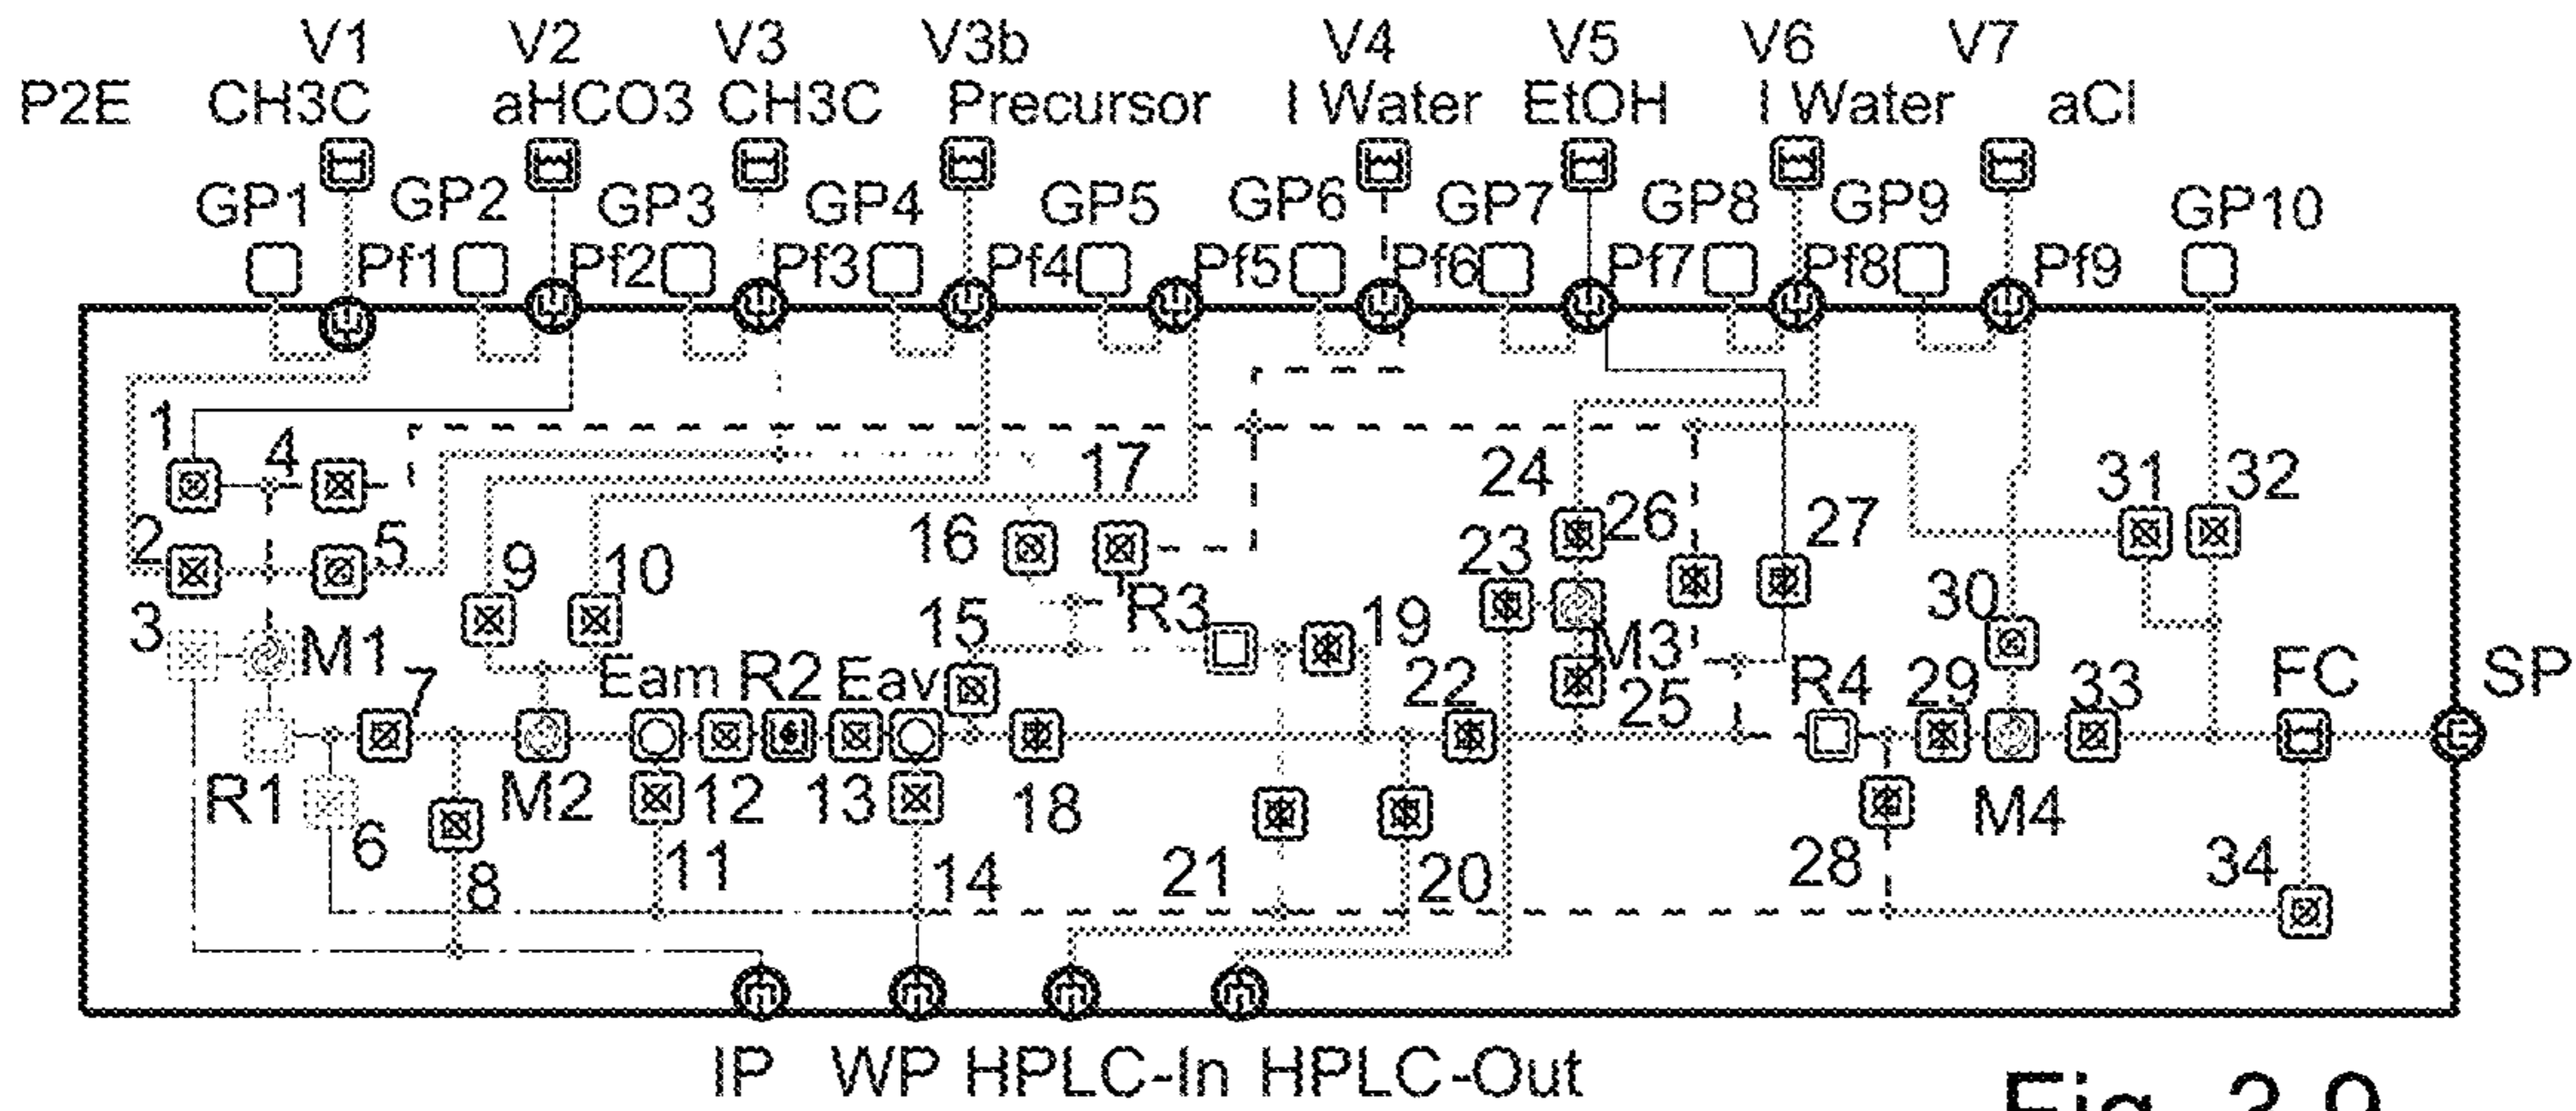 V1 V2 V3 V3b V4 V5 V6 V7
P2E CH3C aHCO3 CH3C Precursor I Water EtOH I Water aCl
GP1 GP2 GP3 GP4 GP5 GP6 GP7 GP8 GP9 GP10
Pf1 Pf2 Pf3 Pf4 Pf5 Pf6 Pf7 Pf8 Pf9
1 4 17 24 31 32
2 5 9 10 16 23 26 27
3 M1 15 R3 19 M3 30
7 Eam R2 Eav 22 25 R4 29 33 FC SP
R1 M2 12 13 18 M4
6 8 11 14 21 20 28 34
IP WP HPLC-In HPLC-Out
Fig. 3.9